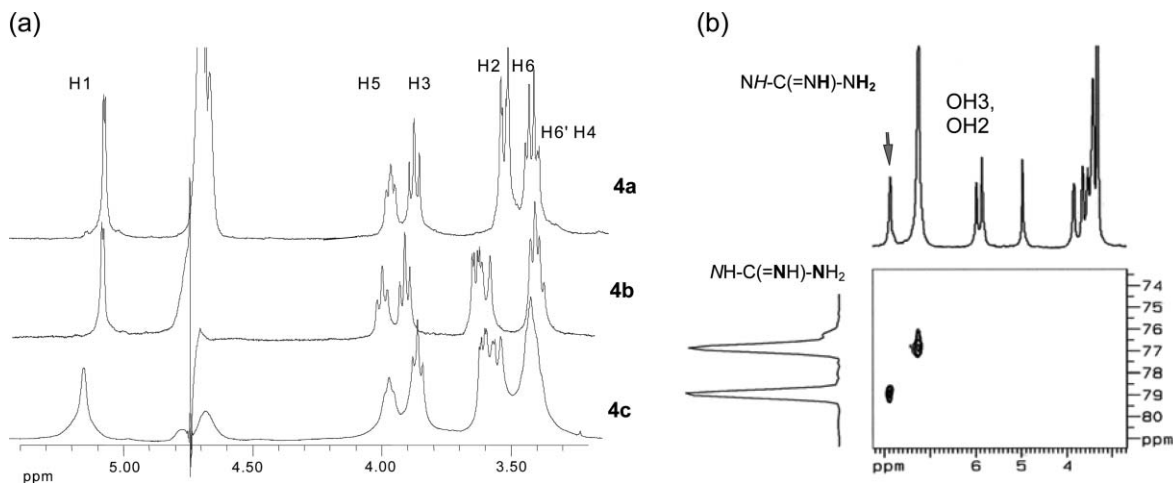 (a)
H1
H5
H3
H2
H6
H6' H4
4a
4b
4c
5.00
4.50
4.00
3.50
ppm
(b)
NH-C(=NH)-NH2
OH3,
OH2
NH-C(=NH)-NH2
74
75
76
77
78
79
80
ppm
ppm
6
5
4